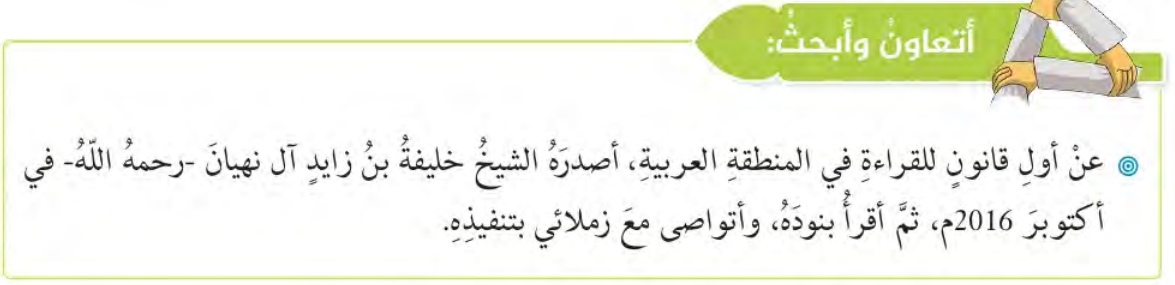 أتعاونُ وأبحثُ:
عنْ أولِ قانونٍ للقراءةِ في المنطقةِ العربيةِ، أصدرَهُ الشيخُ خليفةُ بنُ زايدٍ آل نهيانَ -رحمهُ اللّهُ- في
أكتوبرَ 2016م، ثمَّ أقرأُ بنودَهُ، وأتواصى معَ زملائي بتنفيذِهِ.